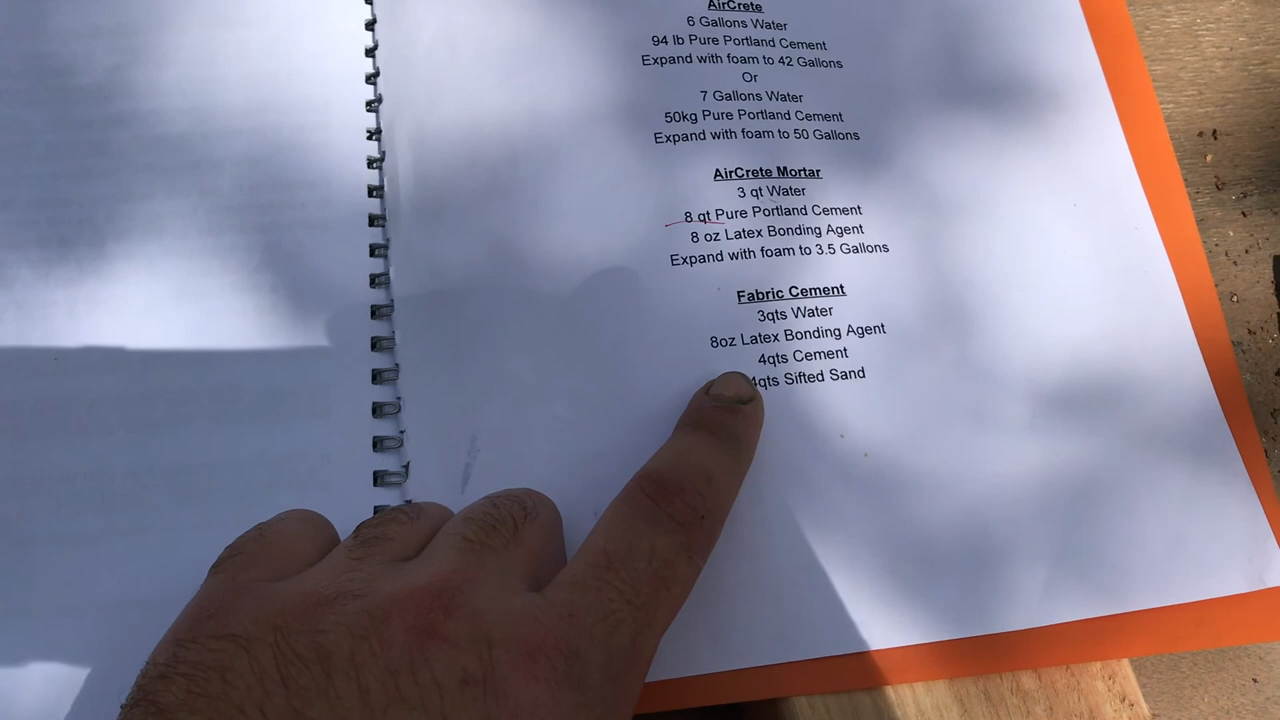 AirCrete
6 Gallons Water
94 lb Pure Portland Cement
Expand with foam to 42 Gallons
Or
7 Gallons Water
50kg Pure Portland Cement
Expand with foam to 50 Gallons
AirCrete Mortar
3 qt Water
8 qt Pure Portland Cement
8 oz Latex Bonding Agent
Expand with foam to 3.5 Gallons
Fabric Cement
3qts Water
8oz Latex Bonding Agent
4qts Cement
4qts Sifted Sand